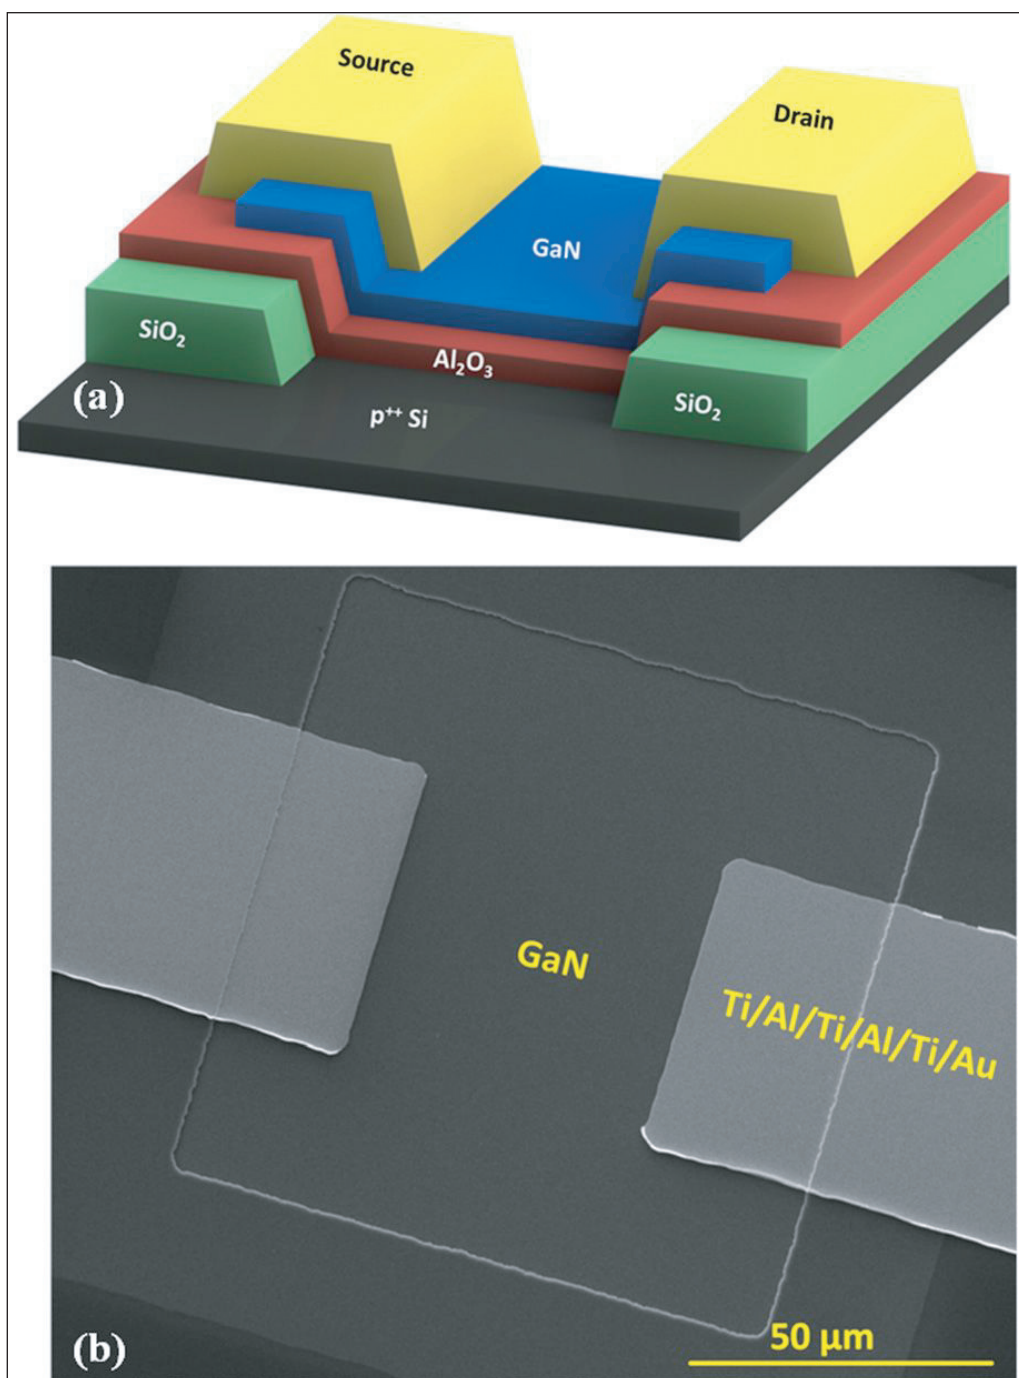 Source
Drain
GaN
SiO₂
Al₂O₃
SiO₂
(a)
p⁺⁺ Si
GaN
Ti/Al/Ti/Al/Ti/Au
50 µm
(b)